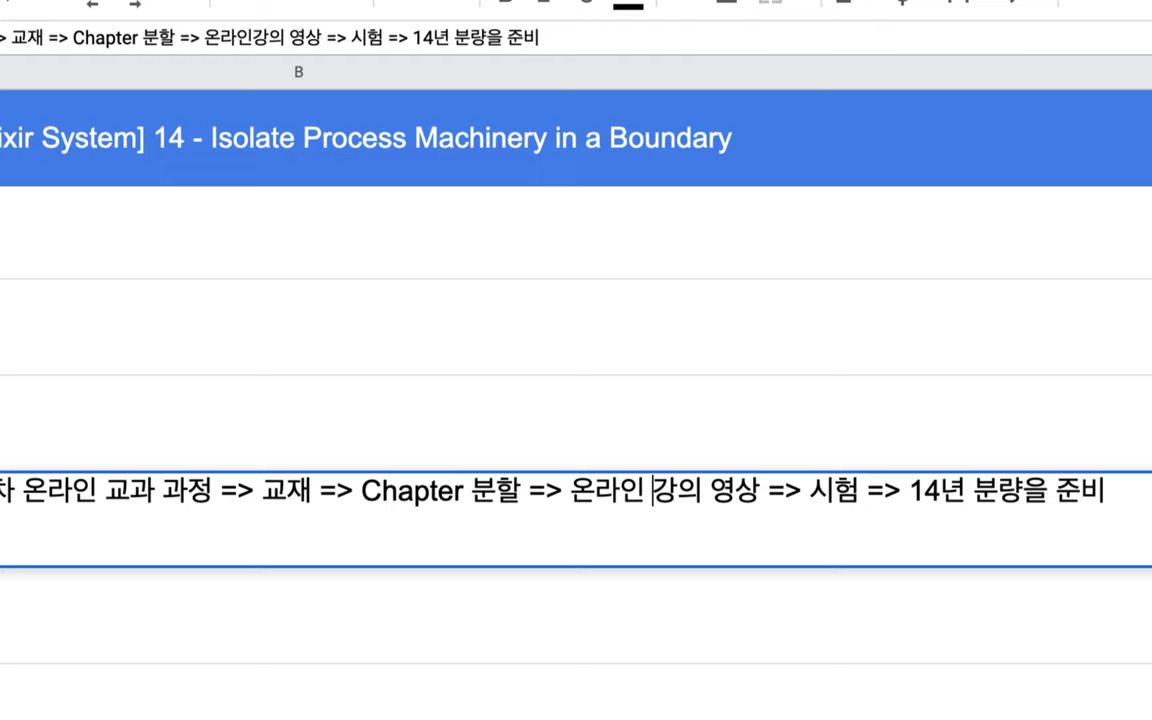 > 교재 => Chapter 분할 => 온라인강의 영상 => 시험 => 14년 분량을 준비
B
ixir System] 14 - Isolate Process Machinery in a Boundary
차 온라인 교과 과정 => 교재 => Chapter 분할 => 온라인 강의 영상 => 시험 => 14년 분량을 준비